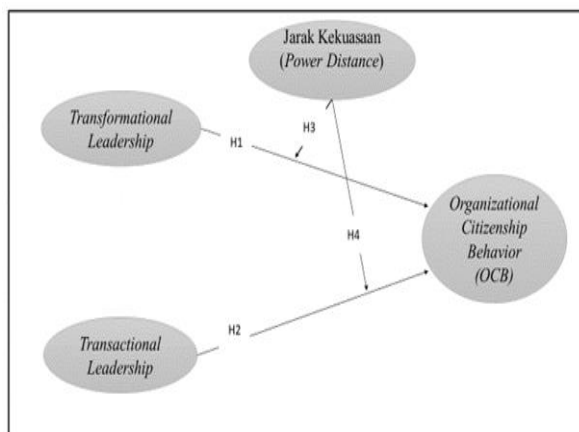 Jarak Kekuasaan
(Power Distance)
Transformational
Leadership
H1
H3
Organizational
Citizenship
Behavior
(OCB)
H4
H2
Transactional
Leadership